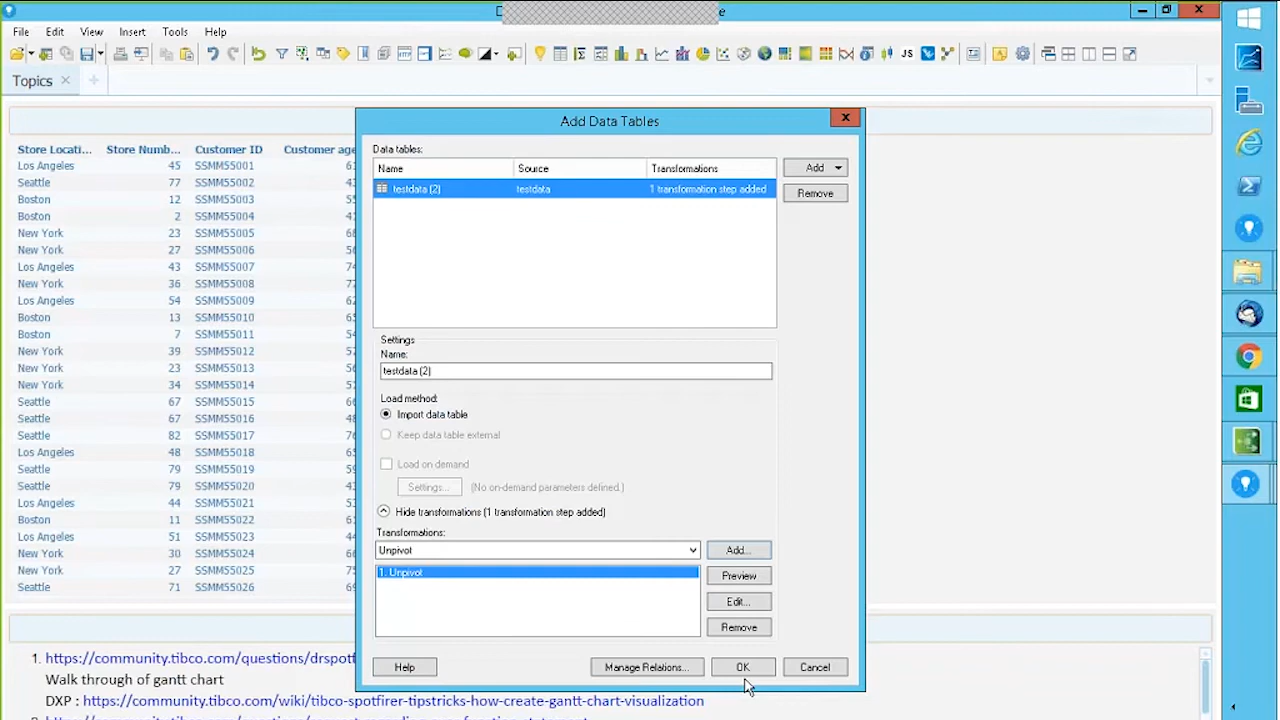 File Edit View Insert Tools Help
JS
Topics
Add Data Tables
Data tables:
Name Source Transformations
testdata (2) testdata 1 transformation step added
Add
Remove
Settings
Name:
testdata (2)
Load method:
Import data table
Keep data table external
Load on demand
Settings... (No on-demand parameters defined.)
Hide transformations (1 transformation step added)
Transformations:
Unpivot Add...
1. Unpivot
Preview
Edit...
Remove
Help Manage Relations... OK Cancel
Store Locati... Store Numb... Customer ID Customer age
Los Angeles 45 SSMM55001
Seattle 77 SSMM55002
Boston 12 SSMM55003
Boston 2 SSMM55004
New York 23 SSMM55005
New York 27 SSMM55006
Los Angeles 43 SSMM55007
New York 36 SSMM55008
Los Angeles 54 SSMM55009
Boston 13 SSMM55010
Boston 7 SSMM55011
New York 39 SSMM55012
New York 23 SSMM55013
New York 34 SSMM55014
Seattle 67 SSMM55015
Seattle 67 SSMM55016
Seattle 82 SSMM55017
Los Angeles 48 SSMM55018
Seattle 79 SSMM55019
Seattle 79 SSMM55020
Los Angeles 44 SSMM55021
Boston 11 SSMM55022
Los Angeles 51 SSMM55023
New York 30 SSMM55024
New York 27 SSMM55025
Seattle 71 SSMM55026
1. https://community.tibco.com/questions/drspotf
Walk through of gantt chart
DXP : https://community.tibco.com/wiki/tibco-spotfirer-tipstricks-how-create-gantt-chart-visualization